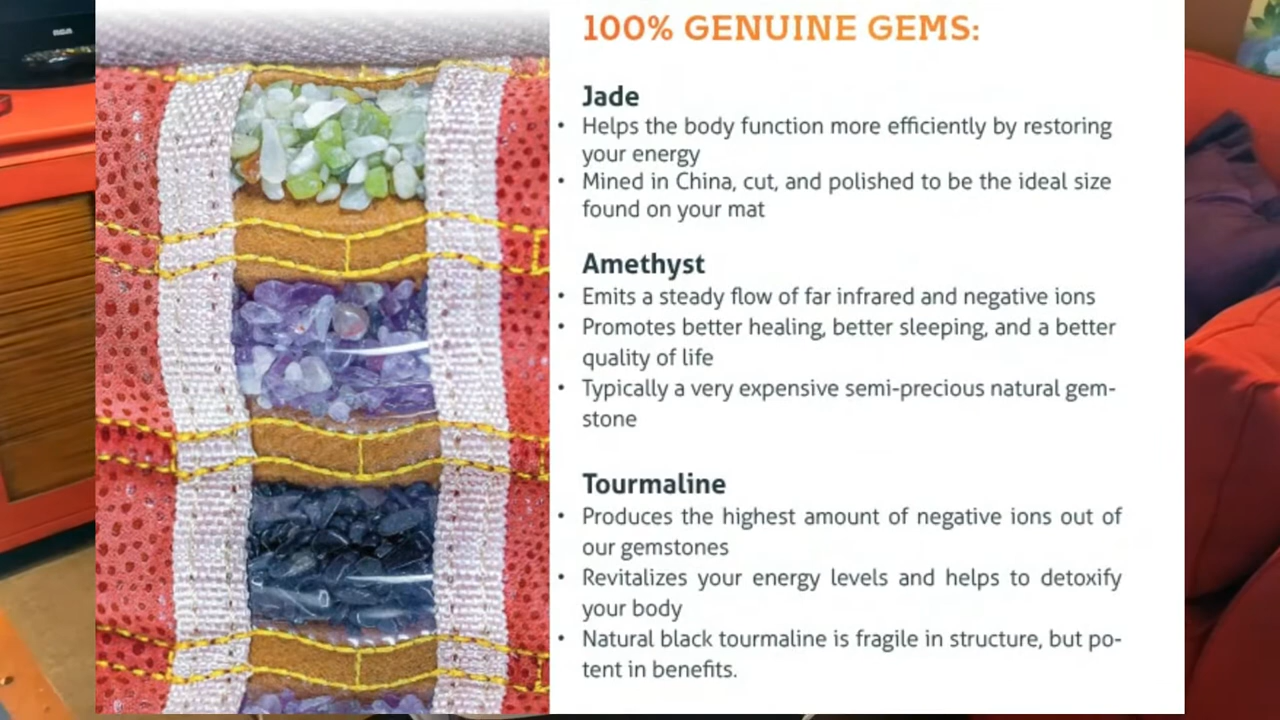 RCA
100% GENUINE GEMS:
Jade
• Helps the body function more efficiently by restoring
your energy
• Mined in China, cut, and polished to be the ideal size
found on your mat
Amethyst
• Emits a steady flow of far infrared and negative ions
• Promotes better healing, better sleeping, and a better
quality of life
• Typically a very expensive semi-precious natural gem-
stone
Tourmaline
• Produces the highest amount of negative ions out of
our gemstones
• Revitalizes your energy levels and helps to detoxify
your body
• Natural black tourmaline is fragile in structure, but po-
tent in benefits.